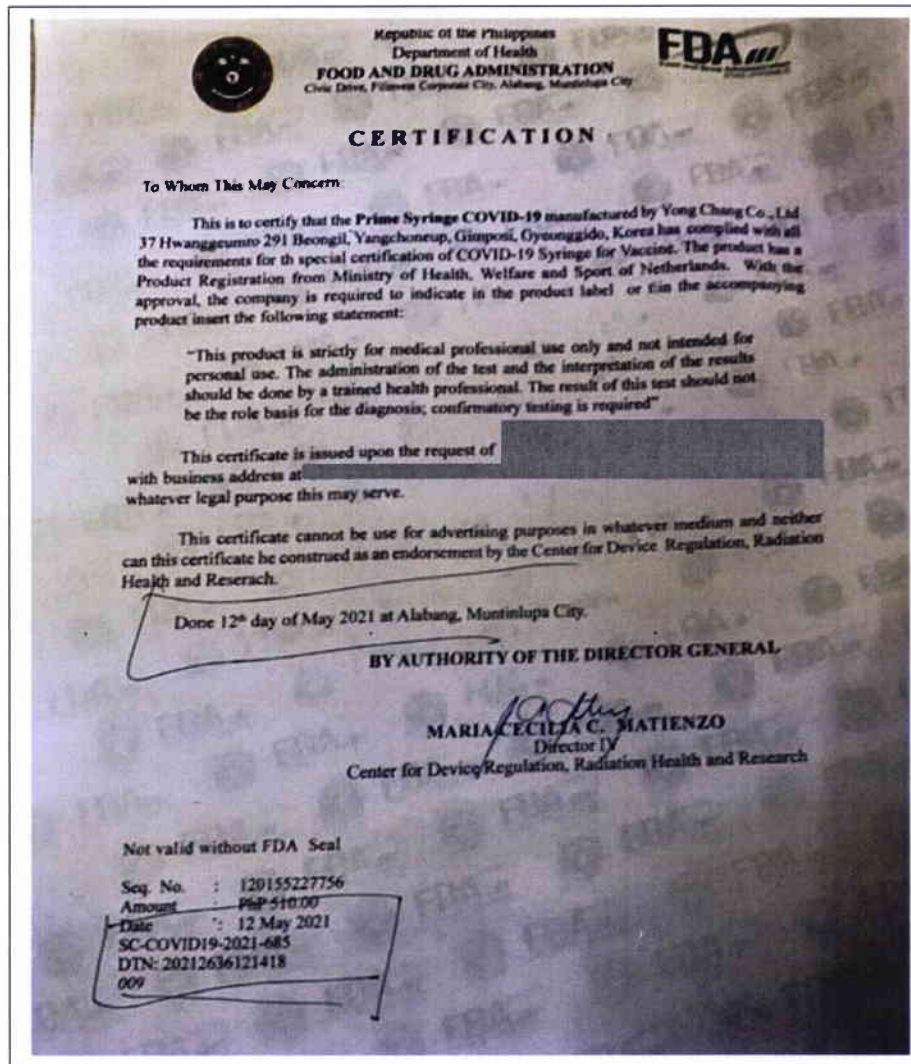 Republic of the Philippines
Department of Health
FOOD AND DRUG ADMINISTRATION
Civic Drive, Filinvest Corporate City, Alabang, Muntinlupa City
FDA
CERTIFICATION
To Whom This May Concern:
This is to certify that the Prime Syringe COVID-19 manufactured by Yong Chang Co., Ltd
37 Hwanggeumro 291 Beongil, Yangchoneup, Gimposi, Gyeonggido, Korea has complied with all
the requirements for th special certification of COVID-19 Syringe for Vaccine. The product has a
Product Registration from Ministry of Health, Welfare and Sport of Netherlands. With the
approval, the company is required to indicate in the product label or in the accompanying
product insert the following statement:
"This product is strictly for medical professional use only and not intended for
personal use. The administration of the test and the interpretation of the results
should be done by a trained health professional. The result of this test should not
be the role basis for the diagnosis; confirmatory testing is required"
This certificate is issued upon the request of
with business address at
whatever legal purpose this may serve.
This certificate cannot be use for advertising purposes in whatever medium and neither
can this certificate be construed as an endorsement by the Center for Device Regulation, Radiation
Health and Reserach.
Done 12th day of May 2021 at Alabang, Muntinlupa City.
BY AUTHORITY OF THE DIRECTOR GENERAL
MARIA CECILIA C. MATIENZO
Director IV
Center for Device Regulation, Radiation Health and Research
Not valid without FDA Seal
Seq. No. : 120155227756
Amount : PhP 510.00
Date : 12 May 2021
SC-COVID19-2021-685
DTN: 20212636121418
009